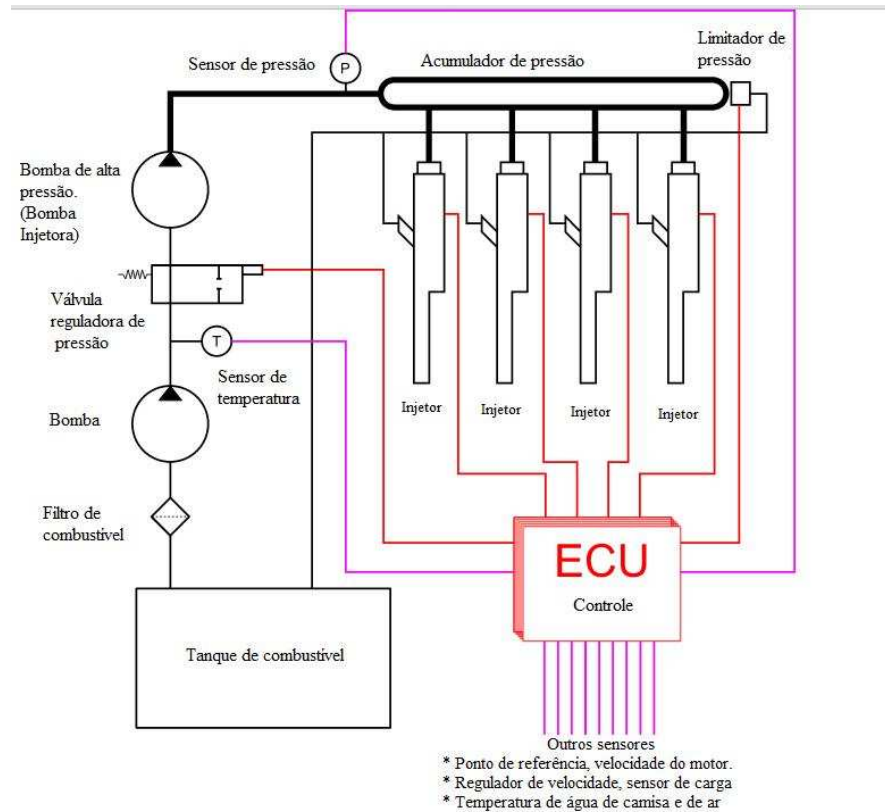 Sensor de pressão
P
Acumulador de pressão
Limitador de
pressão
Bomba de alta
pressão.
(Bomba
Injetora)
Válvula
reguladora de
pressão
T
Sensor de
temperatura
Bomba
Injetor
Injetor
Injetor
Injetor
Filtro de
combustível
ECU
Controle
Tanque de combustível
Outros sensores
* Ponto de referência, velocidade do motor.
* Regulador de velocidade, sensor de carga
* Temperatura de água de camisa e de ar